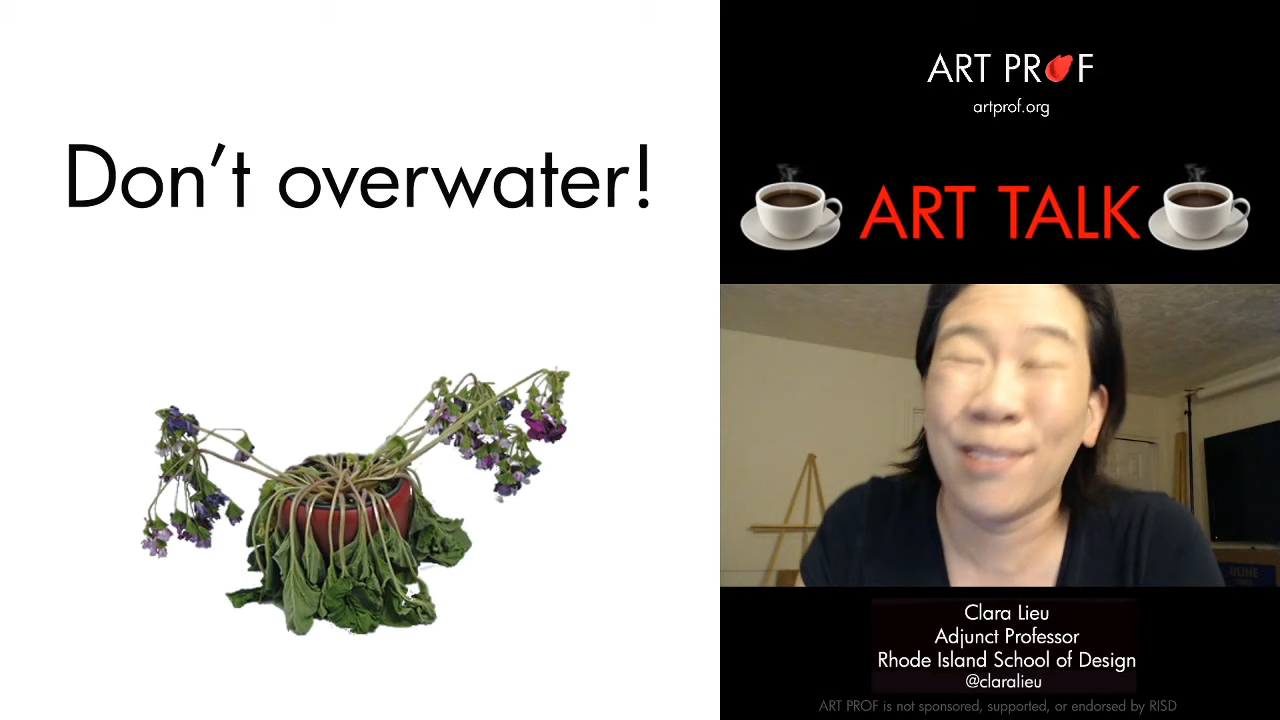 Don't overwater!
ART PROF
artprof.org
ART TALK
Clara Lieu
Adjunct Professor
Rhode Island School of Design
@claralieu
ART PROF is not sponsored, supported, or endorsed by RISD